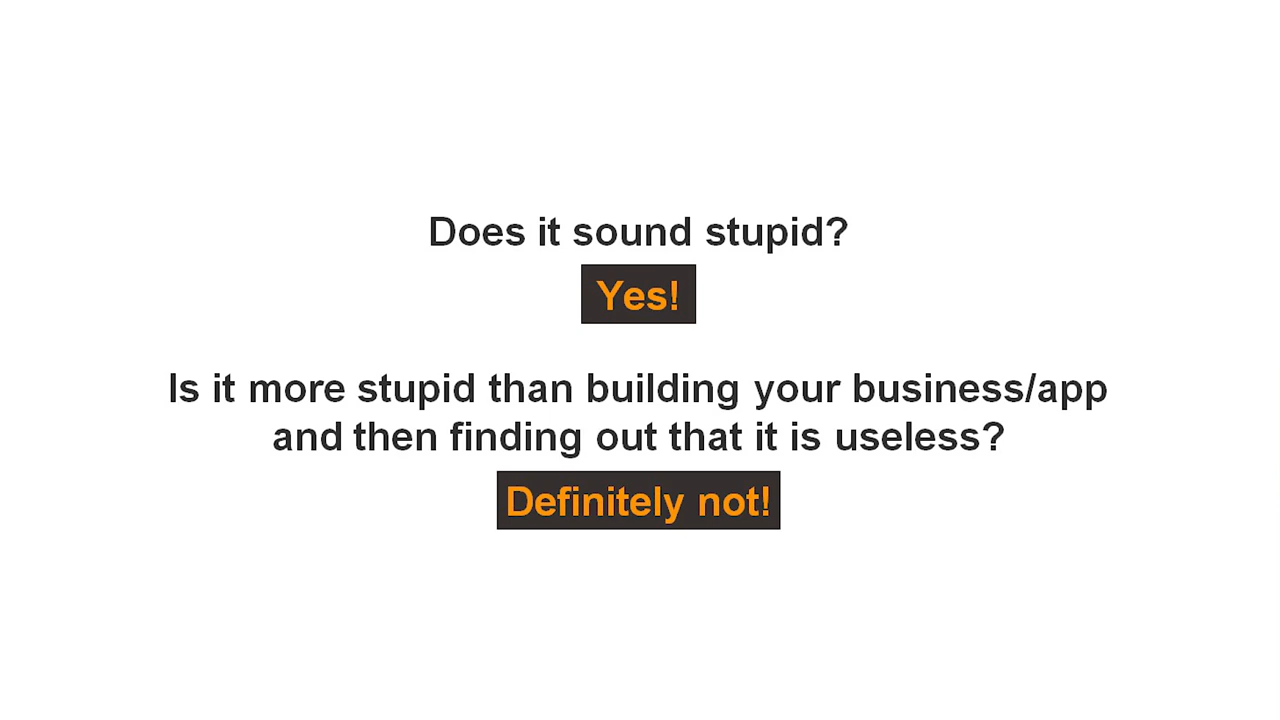 Does it sound stupid?
Yes!
Is it more stupid than building your business/app
and then finding out that it is useless?
Definitely not!